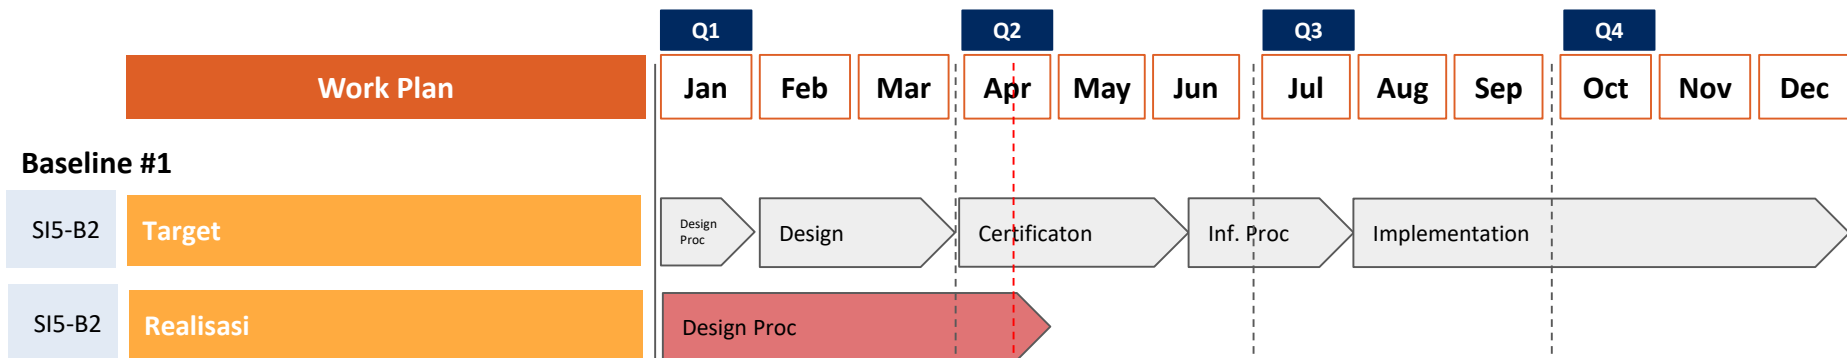 Q1 Q2 Q3 Q4
Work Plan Jan Feb Mar Apr May Jun Jul Aug Sep Oct Nov Dec
Baseline #1
SI5-B2 Target Design
Proc Design Certificaton Inf. Proc Implementation
SI5-B2 Realisasi Design Proc